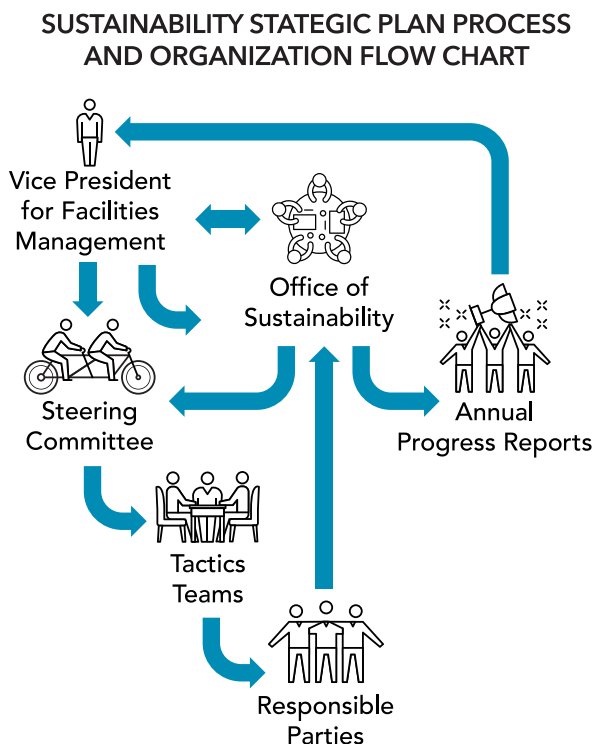 SUSTAINABILITY STATEGIC PLAN PROCESS
AND ORGANIZATION FLOW CHART
Vice President
for Facilities
Management
Office of
Sustainability
Steering
Committee
Annual
Progress Reports
Tactics
Teams
Responsible
Parties